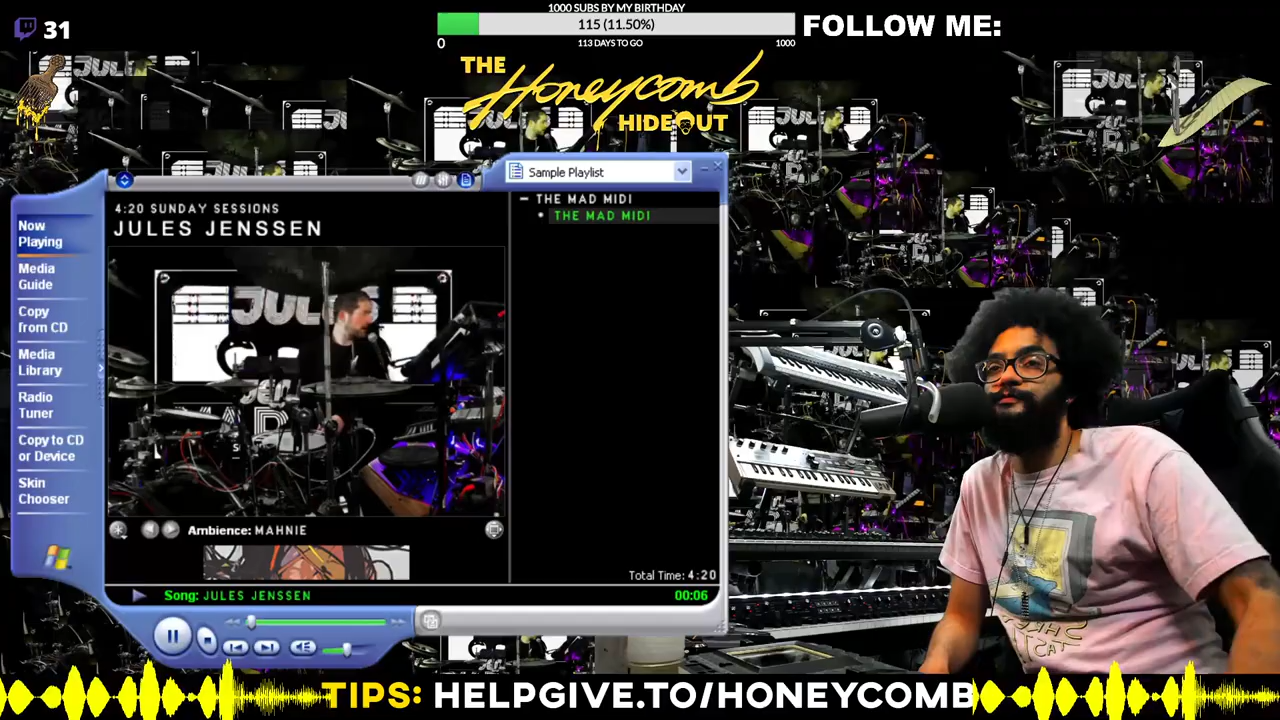 31
1000 SUBS BY MY BIRTHDAY
115 (11.50%)
0
113 DAYS TO GO
1000
FOLLOW ME:
THE
Honeycomb
HIDEOUT
Sample Playlist
4:20 SUNDAY SESSIONS
JULES JENSSEN
THE MAD MIDI
THE MAD MIDI
Now
Playing
Media
Guide
Copy
from CD
Media
Library
Radio
Tuner
Copy to CD
or Device
Skin
Chooser
Ambience: MAHNIE
Total Time: 4:20
Song: JULES JENSSEN
00:06
TIPS: HELPGIVE.TO/HONEYCOMB